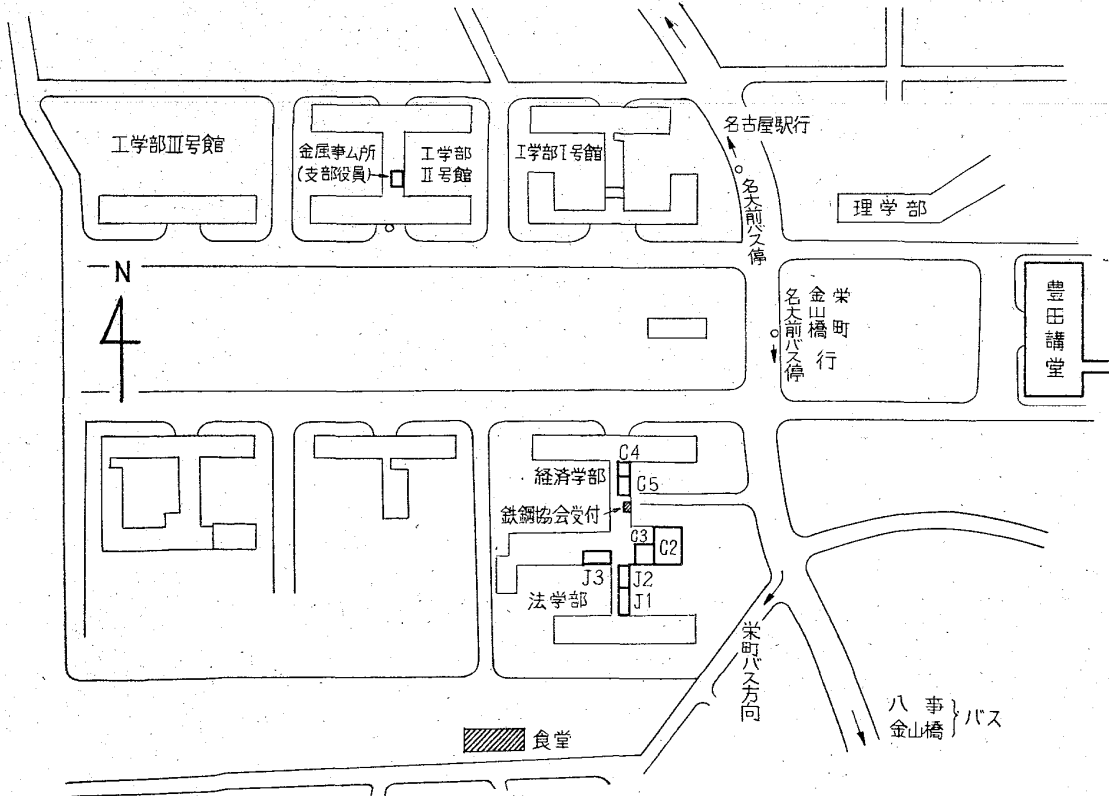 工学部Ⅲ号館
金属事ム所
(支部役員)
工学部
Ⅱ号館
工学部Ⅰ号館
名古屋駅行
名大前バス停
理学部
N
栄町
金山橋
行
名大前バス停
豊田講堂
C4
経済学部
C5
鉄鋼協会受付
C3
C2
J3
J2
法学部
J1
栄町バス方向
八事
金山橋
}バス
食堂